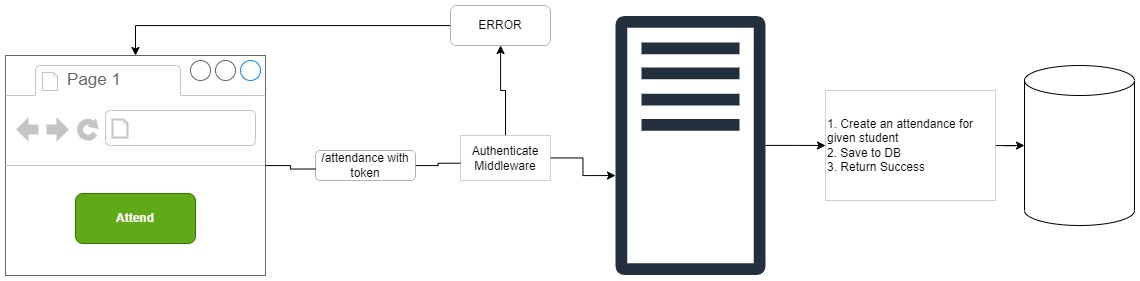 ERROR
Page 1
/attendance with
token
Authenticate
Middleware
1. Create an attendance for
given student
2. Save to DB
3. Return Success
Attend